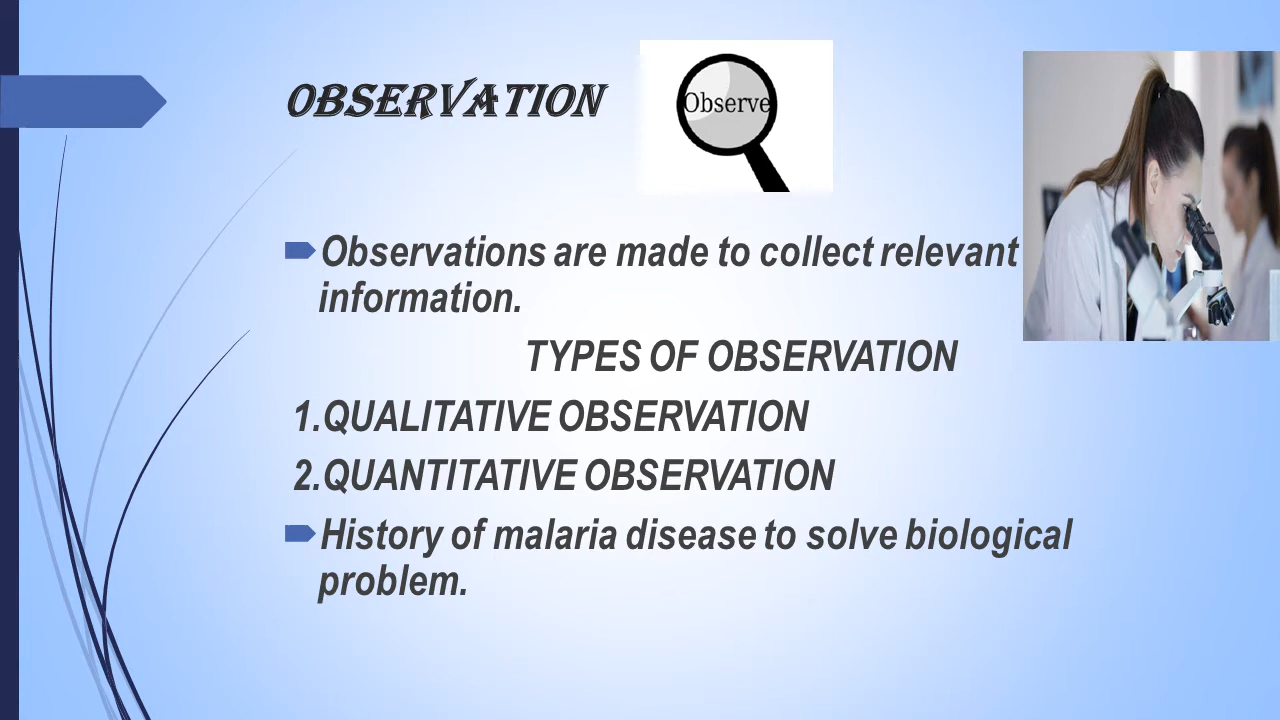 OBSERVATION
Observe
Observations are made to collect relevant
information.
TYPES OF OBSERVATION
1.QUALITATIVE OBSERVATION
2.QUANTITATIVE OBSERVATION
History of malaria disease to solve biological
problem.